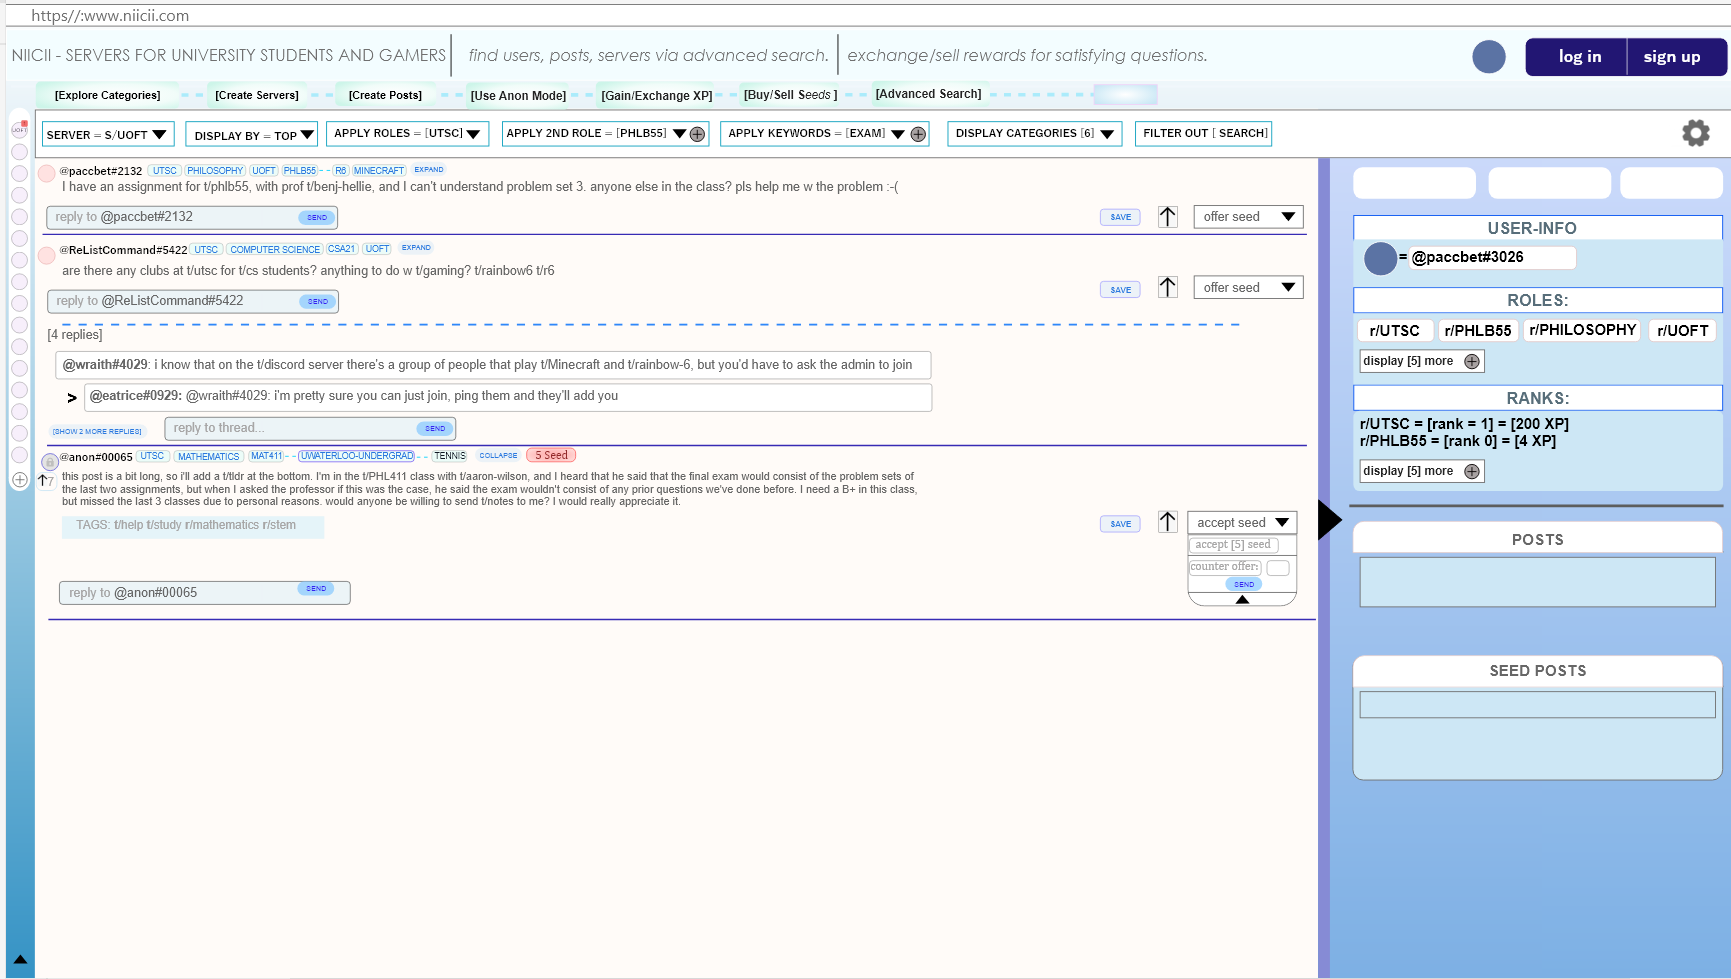 https//:www.niicii.com
NIICII - SERVERS FOR UNIVERSITY STUDENTS AND GAMERS
find users, posts, servers via advanced search.
exchange/sell rewards for satisfying questions.
log in
sign up
[Explore Categories]
[Create Servers]
[Create Posts]
[Use Anon Mode]
[Gain/Exchange XP]
[Buy/Sell Seeds ]
[Advanced Search]
SERVER = S/UOFT
DISPLAY BY = TOP
APPLY ROLES = [UTSC]
APPLY 2ND ROLE = [PHLB55]
APPLY KEYWORDS = [EXAM]
DISPLAY CATEGORIES [6]
FILTER OUT [ SEARCH]
UOFT
@paccbet#2132 UTSC PHILOSOPHY UOFT PHLB55 - - R6 MINECRAFT EXPAND
I have an assignment for t/phlb55, with prof t/benj-hellie, and I can't understand problem set 3. anyone else in the class? pls help me w the problem :-(
reply to @paccbet#2132 SEND
SAVE
offer seed
@ReListCommand#5422 UTSC COMPUTER SCIENCE CSA21 UOFT EXPAND
are there any clubs at t/utsc for t/cs students? anything to do w t/gaming? t/rainbow6 t/r6
reply to @ReListCommand#5422 SEND
SAVE
offer seed
[4 replies]
@wraith#4029: i know that on the t/discord server there's a group of people that play t/Minecraft and t/rainbow-6, but you'd have to ask the admin to join
> @eatrice#0929: @wraith#4029: i'm pretty sure you can just join, ping them and they'll add you
[SHOW 2 MORE REPLIES]
reply to thread... SEND
@anon#00065 UTSC MATHEMATICS MAT411 - - UWATERLOO-UNDERGRAD - - TENNIS COLLAPSE 5 Seed
7
this post is a bit long, so i'll add a t/tldr at the bottom. I'm in the t/PHL411 class with t/aaron-wilson, and I heard that he said that the final exam would consist of the problem sets of
the last two assignments, but when I asked the professor if this was the case, he said the exam wouldn't consist of any prior questions we've done before. I need a B+ in this class,
but missed the last 3 classes due to personal reasons. would anyone be willing to send t/notes to me? I would really appreciate it.
TAGS: t/help t/study r/mathematics r/stem
SAVE
accept seed
accept [5] seed
counter offer:
SEND
reply to @anon#00065 SEND
USER-INFO
= @paccbet#3026
ROLES:
r/UTSC
r/PHLB55
r/PHILOSOPHY
r/UOFT
display [5] more
RANKS:
r/UTSC = [rank = 1] = [200 XP]
r/PHLB55 = [rank 0] = [4 XP]
display [5] more
POSTS
SEED POSTS